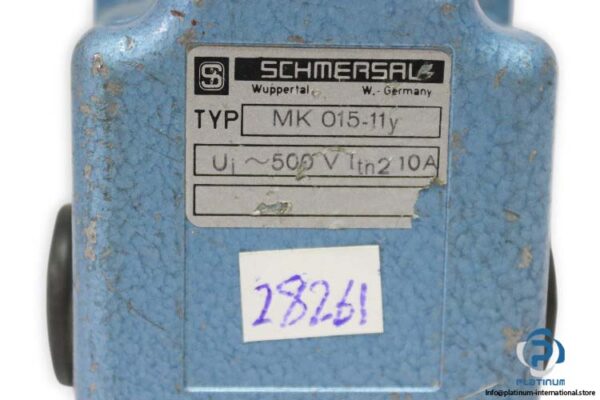 SCHMERSAL
Wuppertal W.-Germany
TYP MK 015-11y
Ui ~500 V Ith2 10A
28261
PLATINUM
info@platinum-international.store